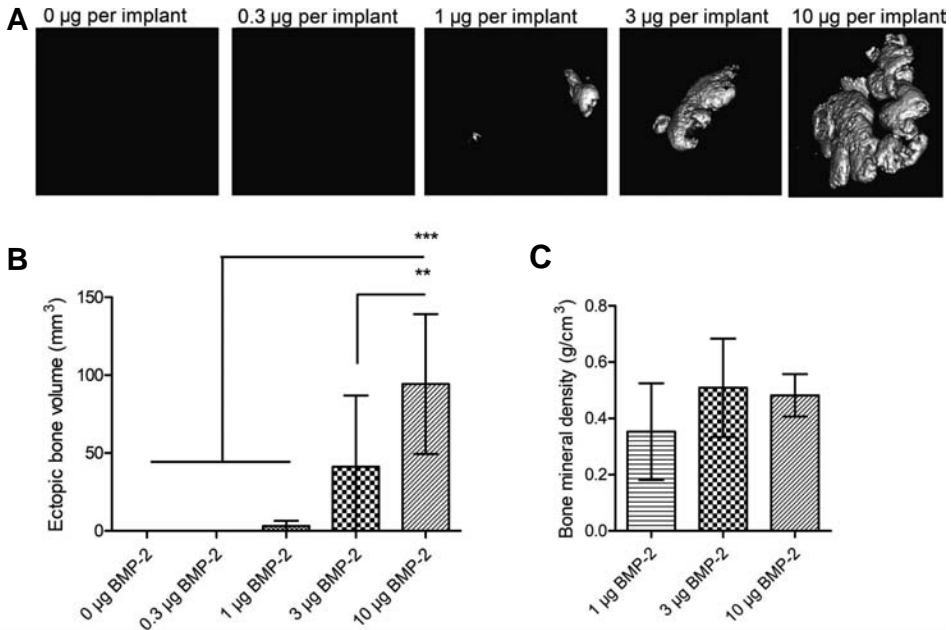 A
0 µg per implant
0.3 µg per implant
1 µg per implant
3 µg per implant
10 µg per implant
B
***
**
Ectopic bone volume (mm³)
150
100
50
0
0 µg BMP-2
0.3 µg BMP-2
1 µg BMP-2
3 µg BMP-2
10 µg BMP-2
C
Bone mineral density (g/cm³)
0.8
0.6
0.4
0.2
0.0
1 µg BMP-2
3 µg BMP-2
10 µg BMP-2